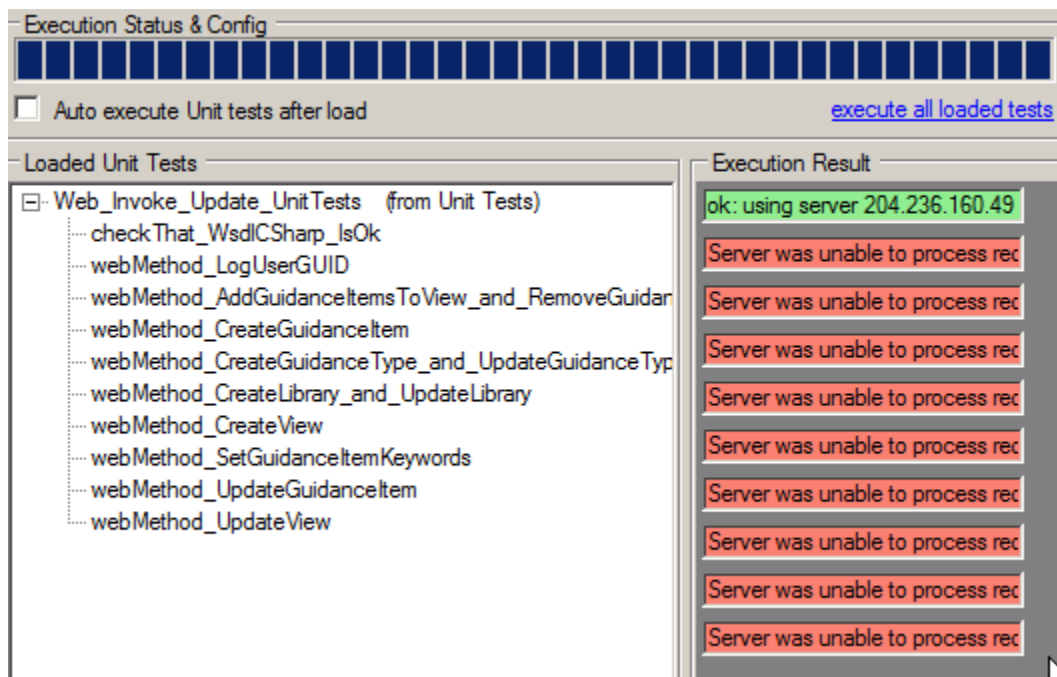 Execution Status & Config
Auto execute Unit tests after load
execute all loaded tests
Loaded Unit Tests
Web_Invoke_Update_UnitTests (from Unit Tests)
checkThat_WsdlCSharp_IsOk
webMethod_LogUserGUID
webMethod_AddGuidanceItemsToView_and_RemoveGuidan
webMethod_CreateGuidanceItem
webMethod_CreateGuidanceType_and_UpdateGuidanceTyp
webMethod_CreateLibrary_and_UpdateLibrary
webMethod_CreateView
webMethod_SetGuidanceItemKeywords
webMethod_UpdateGuidanceItem
webMethod_UpdateView
Execution Result
ok: using server 204.236.160.49
Server was unable to process rec
Server was unable to process rec
Server was unable to process rec
Server was unable to process rec
Server was unable to process rec
Server was unable to process rec
Server was unable to process rec
Server was unable to process rec
Server was unable to process rec